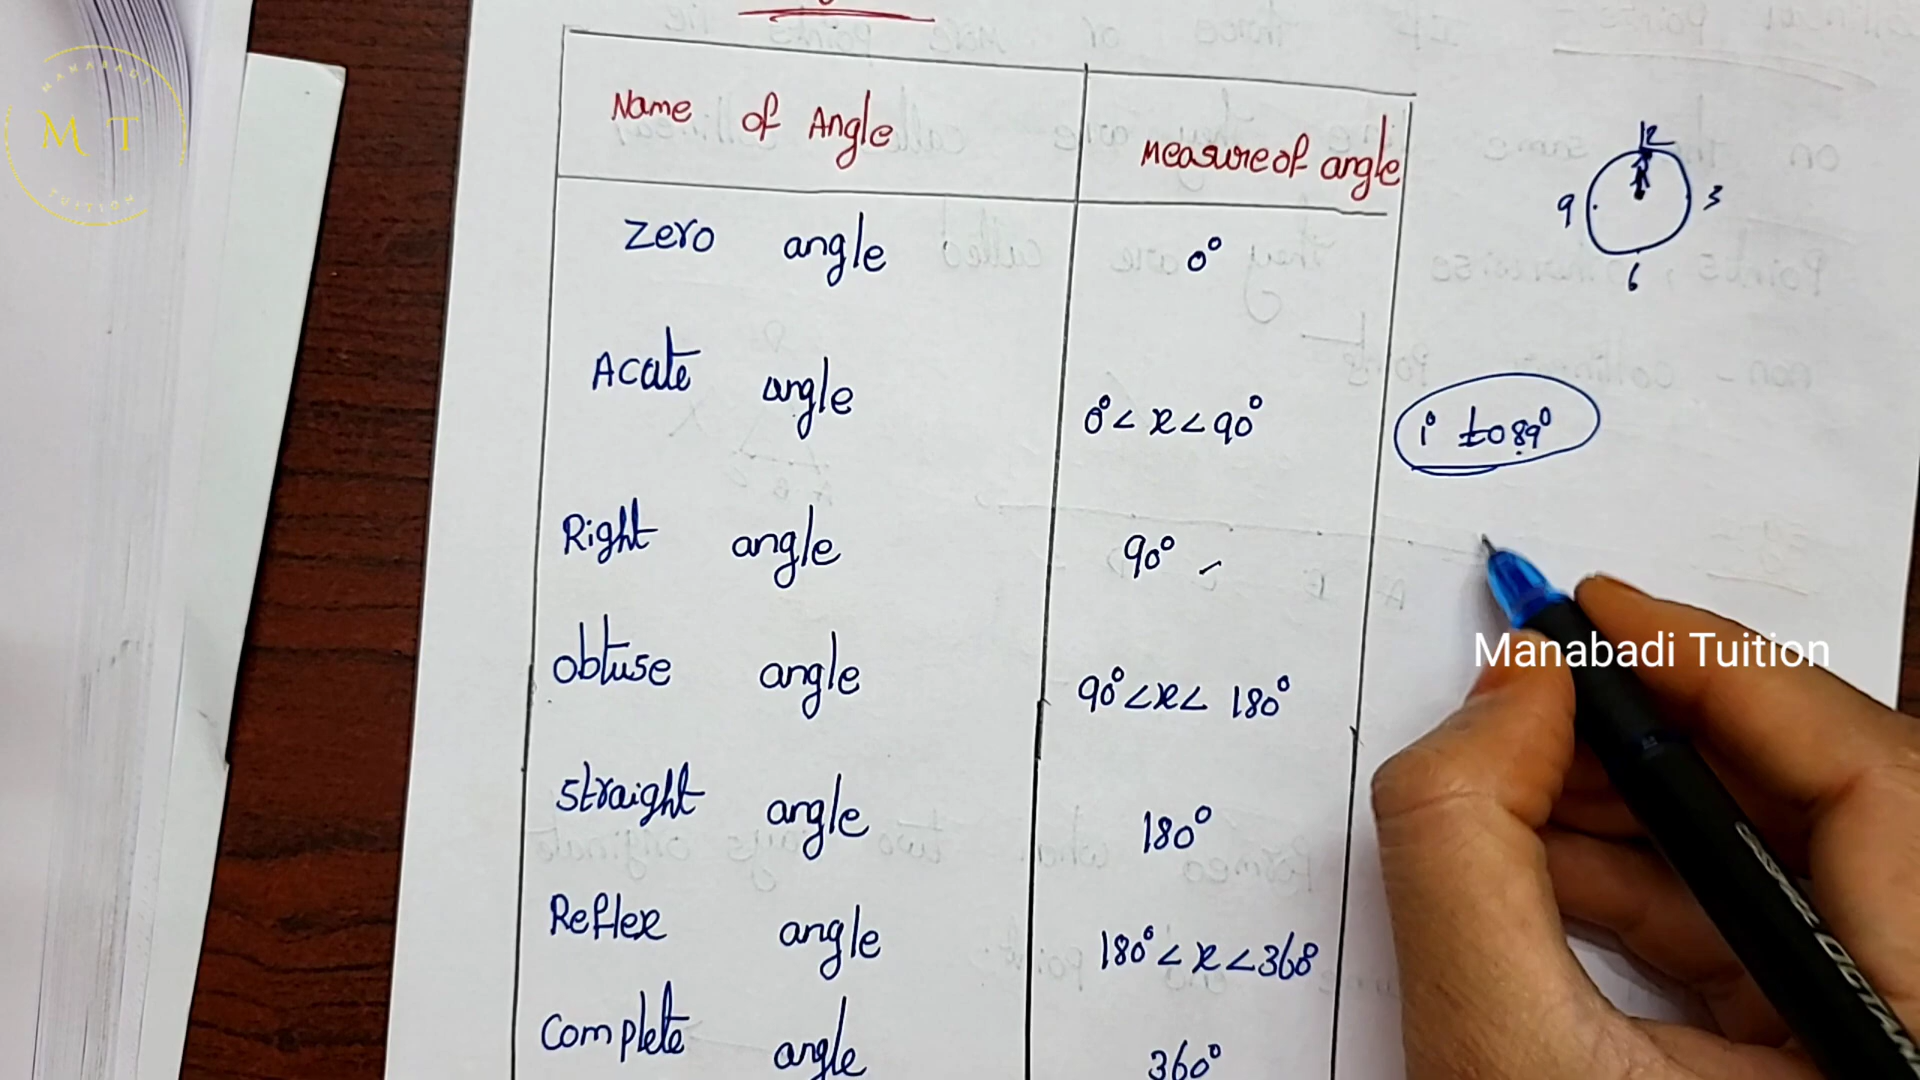 MANABADI
M T
TUITION
Name of Angle
Measure of angle
Zero angle
0°
Acute angle
0° < x < 90°
Right angle
90°
obtuse angle
90° < x < 180°
straight angle
180°
Reflex angle
180° < x < 360
complete angle
360°
12
9
3
6
1° to 89°
Manabadi Tuition